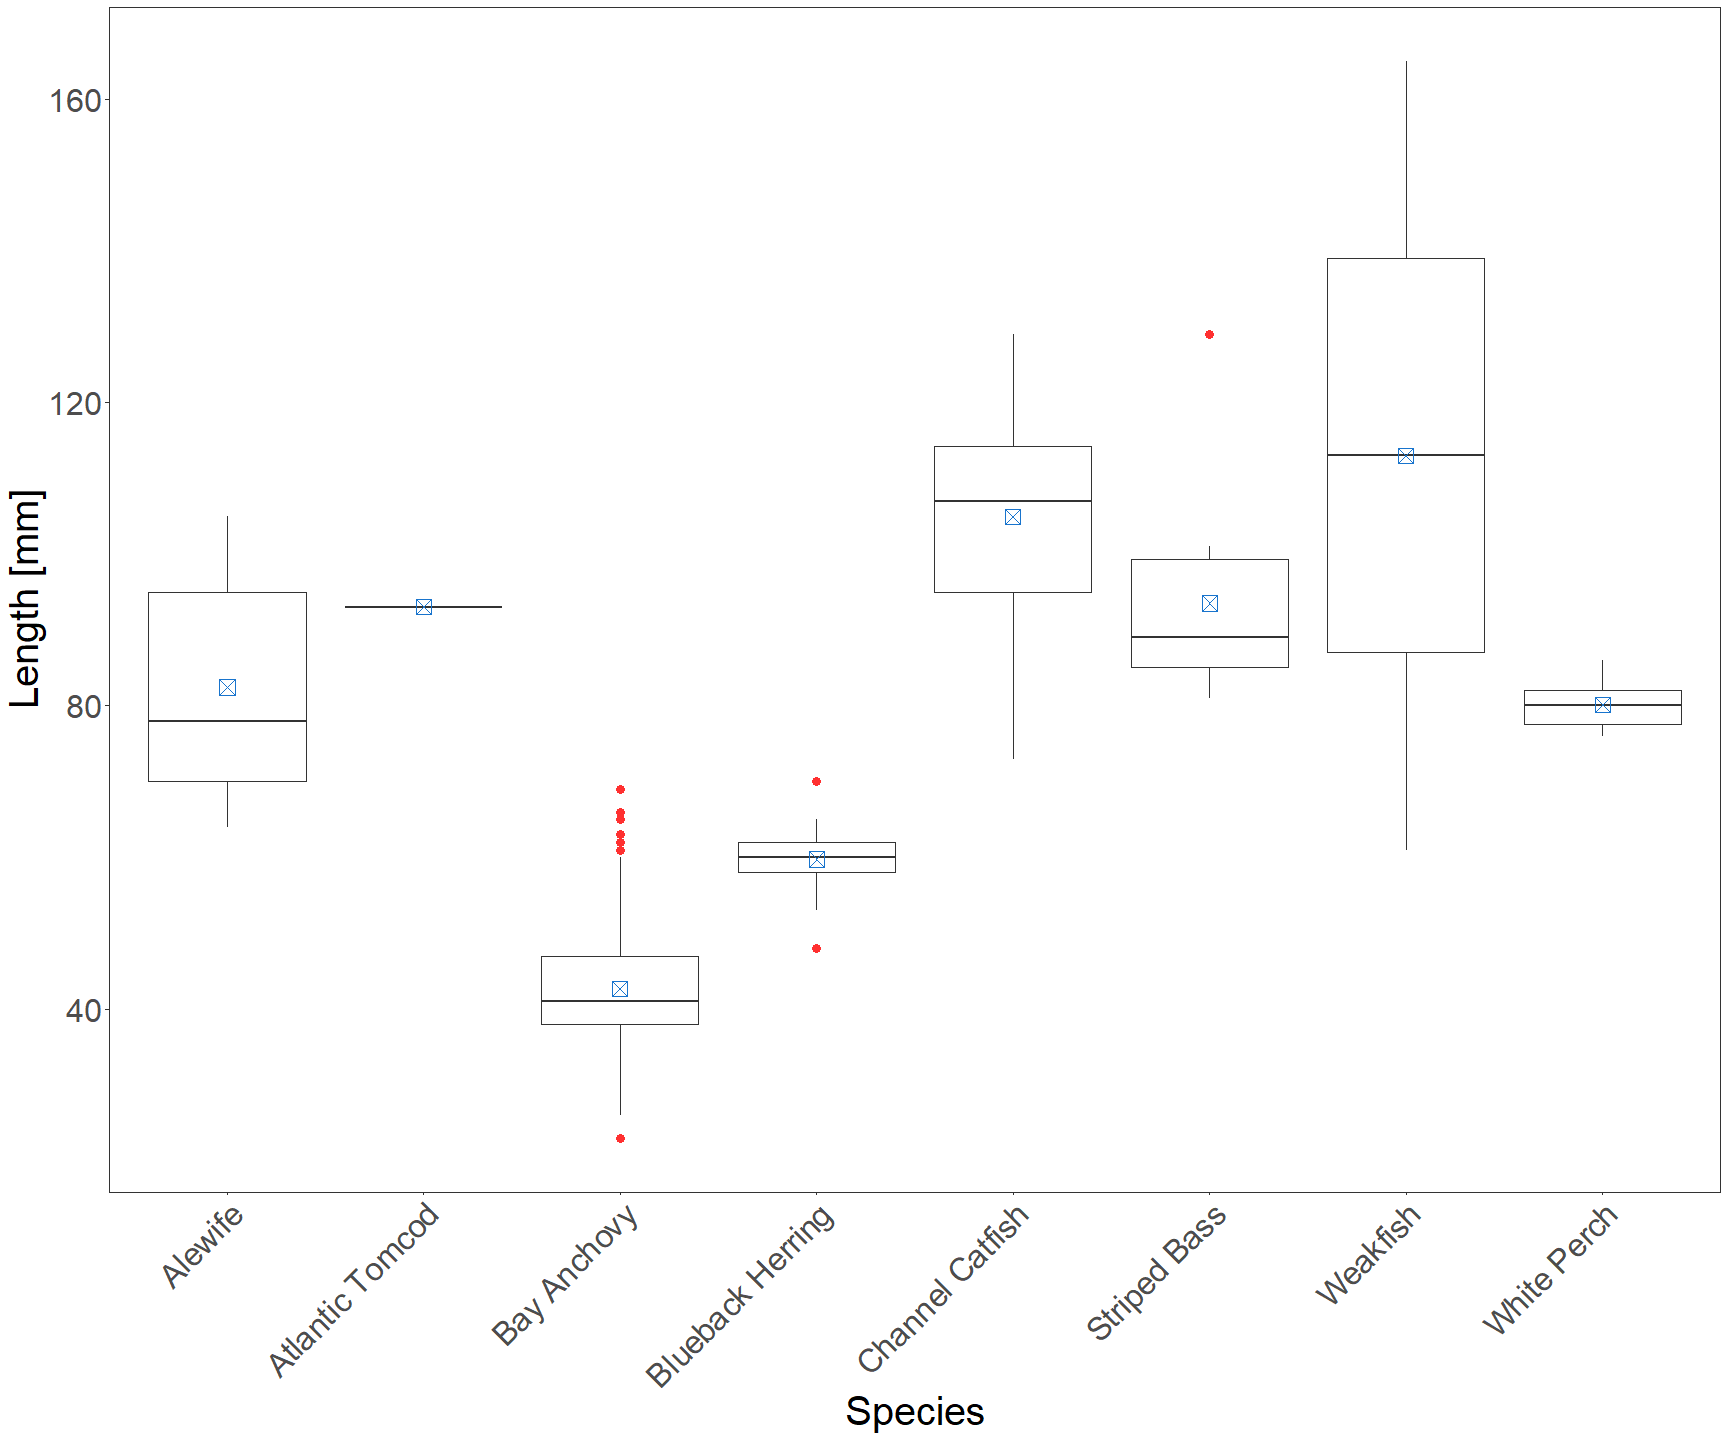 160
120
80
40
Length [mm]
Alewife
Atlantic Tomcod
Bay Anchovy
Blueback Herring
Channel Catfish
Striped Bass
Weakfish
White Perch
Species